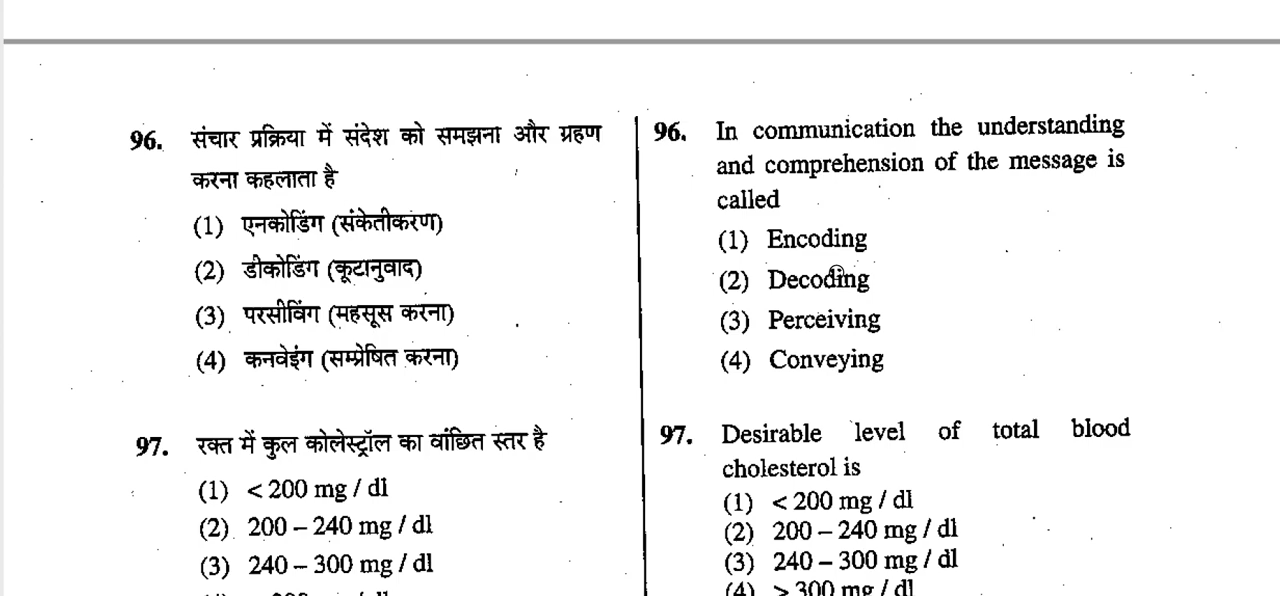 96. संचार प्रक्रिया में संदेश को समझना और ग्रहण
करना कहलाता है
(1) एनकोडिंग (संकेतीकरण)
(2) डीकोडिंग (कूटानुवाद)
(3) परसीविंग (महसूस करना)
(4) कनवेइंग (सम्प्रेषित करना)
97. रक्त में कुल कोलेस्ट्रॉल का वांछित स्तर है
(1) < 200 mg / dl
(2) 200 – 240 mg / dl
(3) 240 – 300 mg / dl
96. In communication the understanding
and comprehension of the message is
called
(1) Encoding
(2) Decoding
(3) Perceiving
(4) Conveying
97. Desirable level of total blood
cholesterol is
(1) < 200 mg / dl
(2) 200 – 240 mg / dl
(3) 240 – 300 mg / dl
(4) > 300 mg / dl